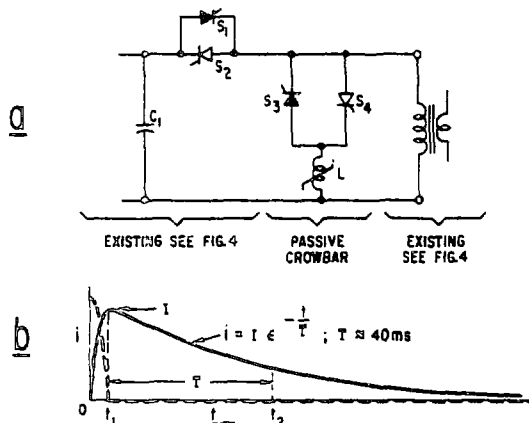 a
S1
S2
C1
S3
S4
L
EXISTING SEE FIG.4
PASSIVE
CROWBAR
EXISTING
SEE FIG.4
b
i
I
i = I ε^-t/T ; T ≈ 40ms
T
0
t1
t
t2